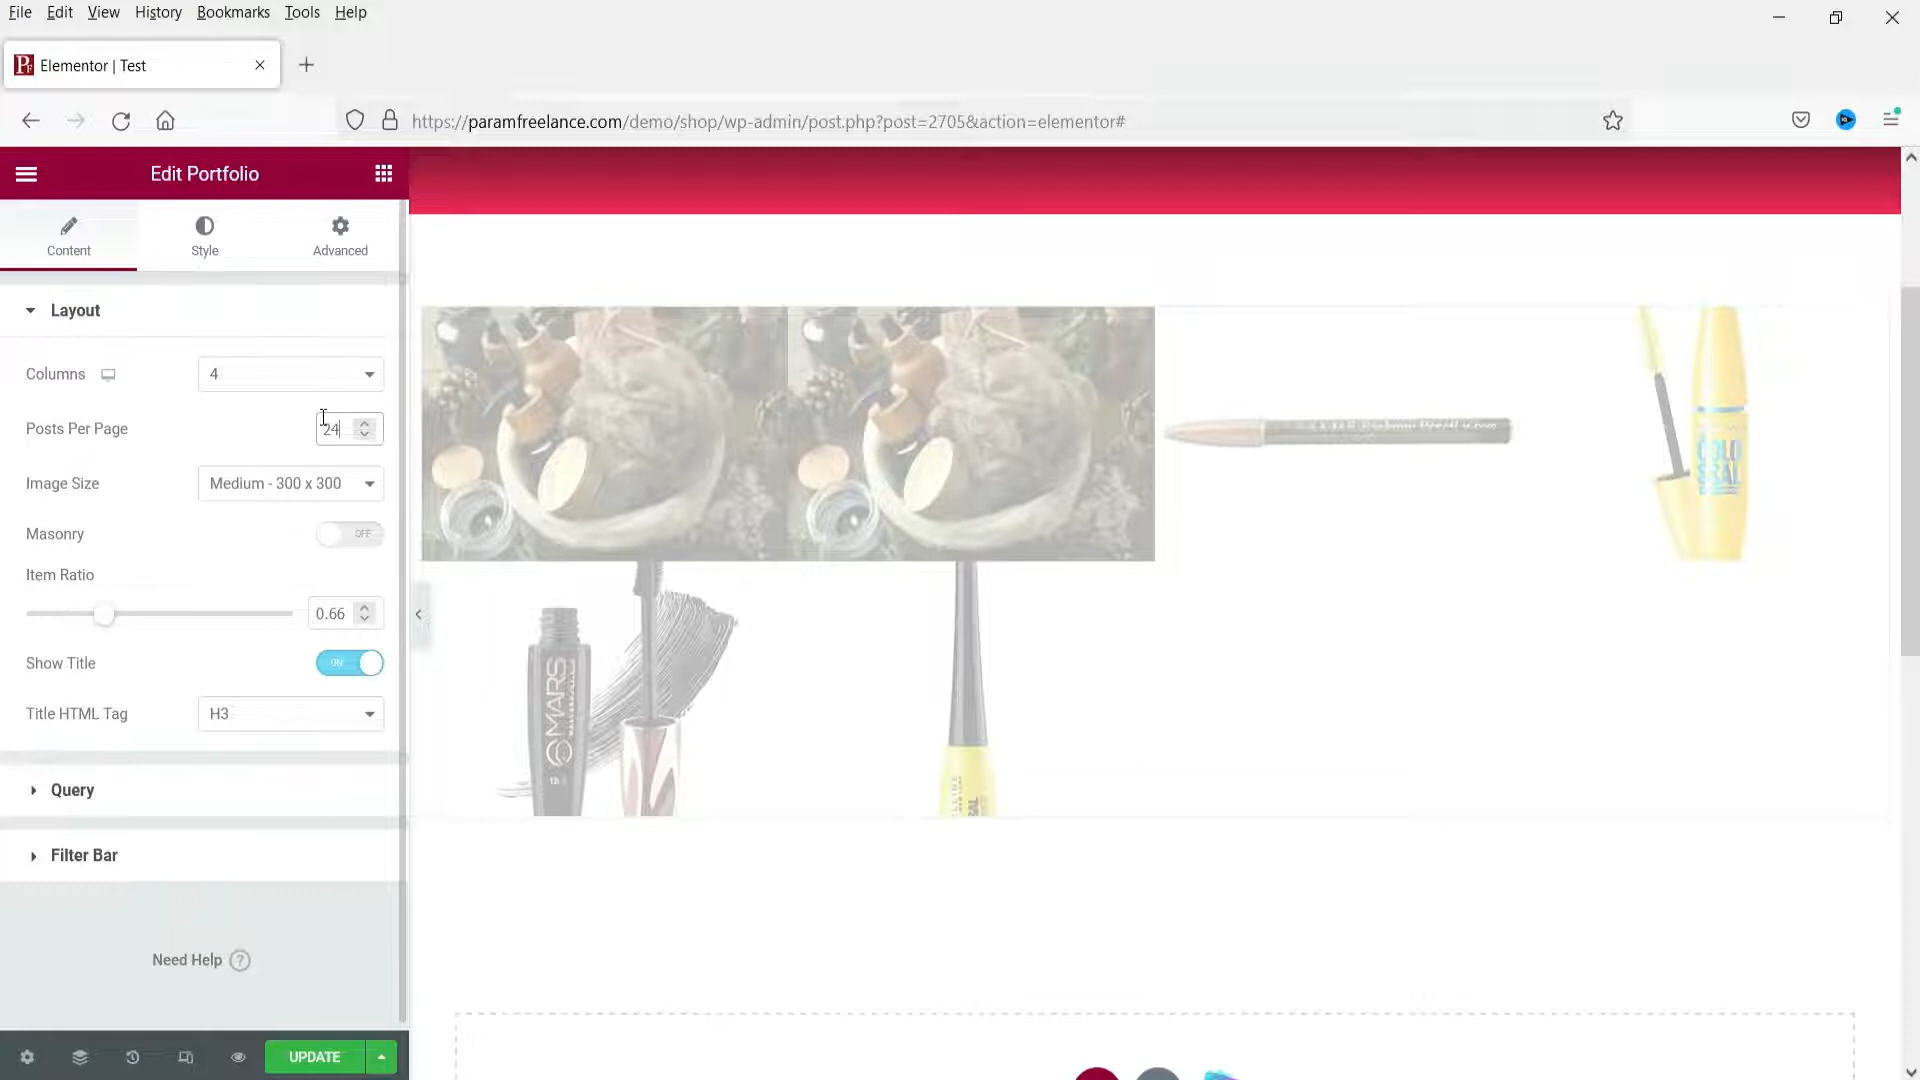 File Edit View History Bookmarks Tools Help
Elementor | Test
https://paramfreelance.com/demo/shop/wp-admin/post.php?post=2705&action=elementor#
Edit Portfolio
Content Style Advanced
Layout
Columns 4
Posts Per Page 24
Image Size Medium - 300 x 300
Masonry OFF
Item Ratio
0.66
Show Title ON
Title HTML Tag H3
Query
Filter Bar
Need Help ?
UPDATE
MARS